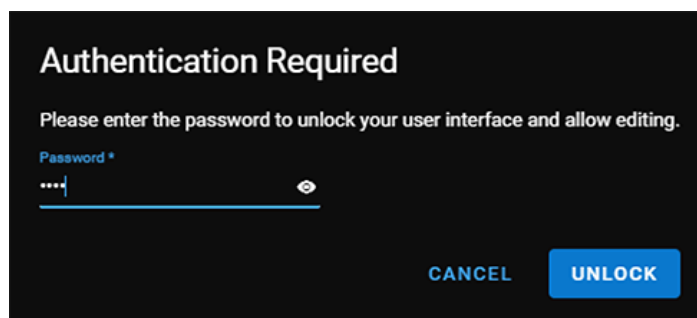 Authentication Required
Please enter the password to unlock your user interface and allow editing.
Password *
••••
CANCEL
UNLOCK